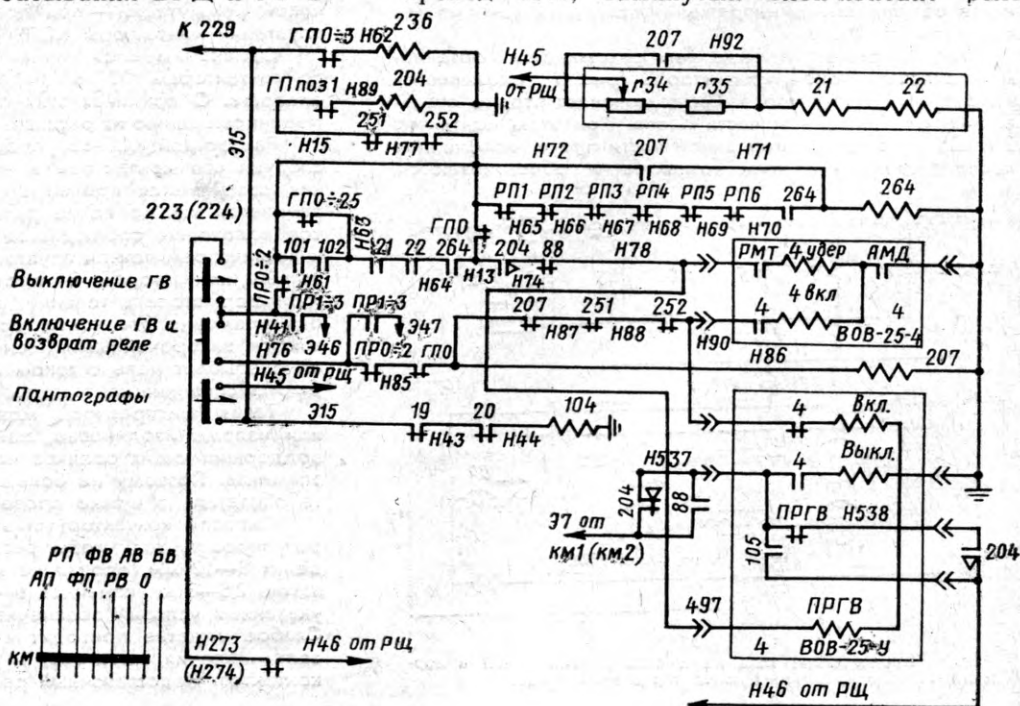 К 229
ГП0÷3 Н62
236
ГП поз1 Н89
204
251 252
Н15 Н77
Э15
Н45
от РЩ
207 Н92
r34 r35
21 22
Н72 207 Н71
РП1 РП2 РП3 РП4 РП5 РП6 264
Н65 Н66 Н67 Н68 Н69 Н70
264
223(224)
ГП0÷25
Н63
ГП0
101 102 21 22 264 204 88 Н78
Н61 Н64 Н13 Н74
ПР0÷2
Выключение ГВ
Включение ГВ и
возврат реле
Пантографы
ПР1÷3 ПР1÷3
Н41 Э46 Э47
Н76 ПР0÷2 ГП0
Н85
Н45 от РЩ
207 251 252
Н87 Н88
Н90
РМТ 4 удер АМД
4 вкл
4 4
Н86 ВОВ-25-4
207
Э15
19 20 104
Н43 Н44
4 Вкл.
Выкл.
4
Н537
204 88
Э7 от
км1(км2)
ПРГВ Н538
105
204
497 ПРГВ
4 ВОВ-25-У
РП ФВ АВ БВ
АП ФП РВ 0
КМ
Н273
(Н274)
Н46 от РЩ
Н46 от РЩ